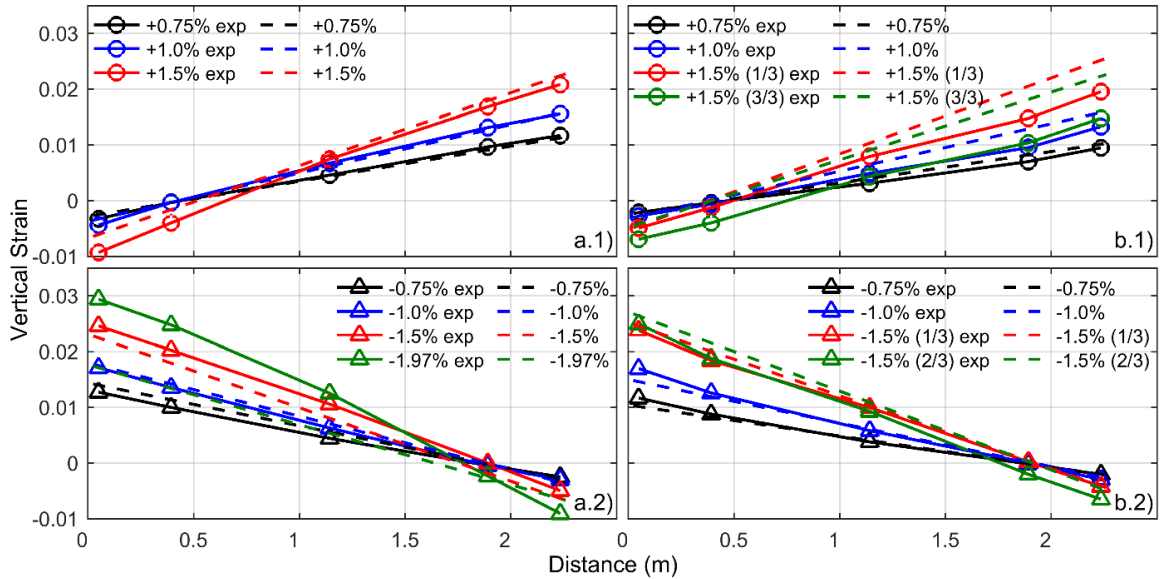 0.03
0.02
0.01
0
-0.01
+0.75% exp +0.75%
+1.0% exp +1.0%
+1.5% exp +1.5%
a.1)
+0.75% exp +0.75%
+1.0% exp +1.0%
+1.5% (1/3) exp +1.5% (1/3)
+1.5% (3/3) exp +1.5% (3/3)
b.1)
Vertical Strain
0.03
0.02
0.01
0
-0.01
-0.75% exp -0.75%
-1.0% exp -1.0%
-1.5% exp -1.5%
-1.97% exp -1.97%
a.2)
-0.75% exp -0.75%
-1.0% exp -1.0%
-1.5% (1/3) exp -1.5% (1/3)
-1.5% (2/3) exp -1.5% (2/3)
b.2)
0 0.5 1 1.5 2 0 0.5 1 1.5 2
Distance (m)